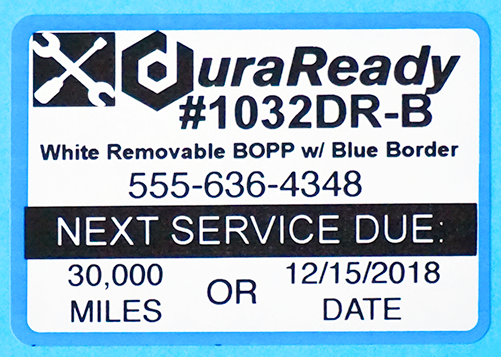 duraReady
#1032DR-B
White Removable BOPP w/ Blue Border
555-636-4348
NEXT SERVICE DUE:
30,000 MILES
OR
12/15/2018 DATE